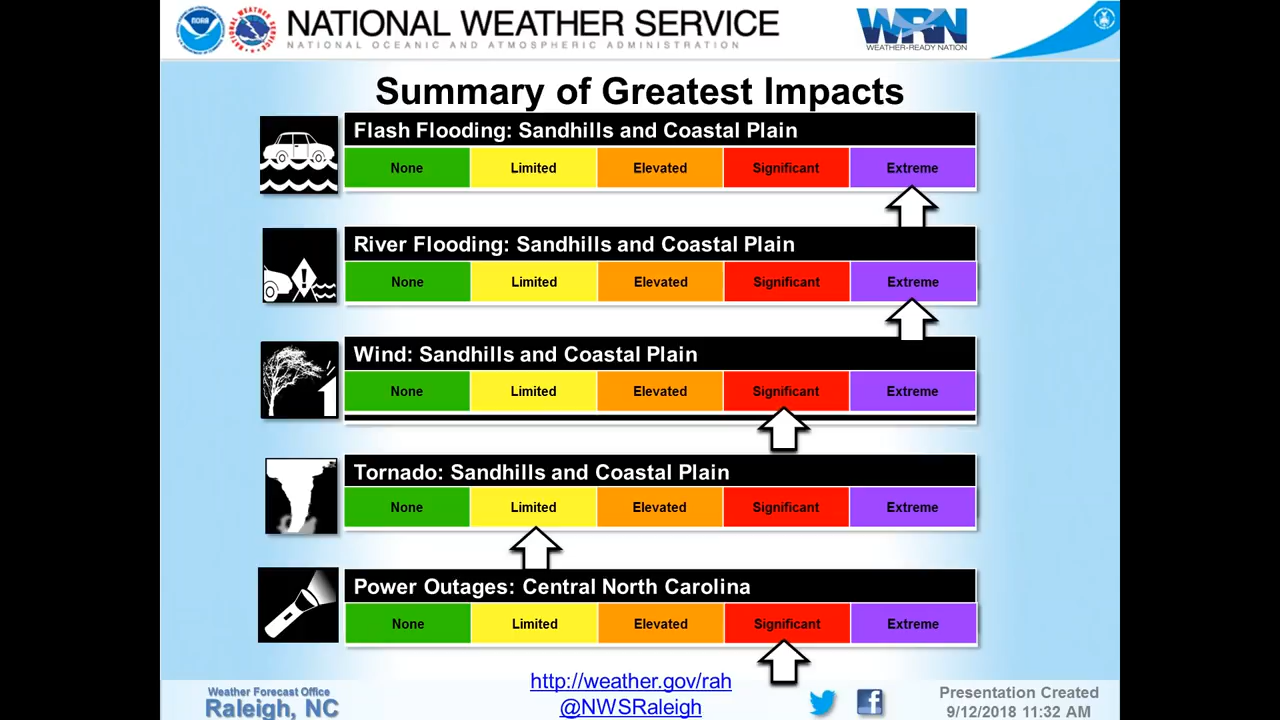 NATIONAL WEATHER SERVICE
NATIONAL OCEANIC AND ATMOSPHERIC ADMINISTRATION
NOAA
WRN
WEATHER-READY NATION
Summary of Greatest Impacts
Flash Flooding: Sandhills and Coastal Plain
None Limited Elevated Significant Extreme
River Flooding: Sandhills and Coastal Plain
None Limited Elevated Significant Extreme
Wind: Sandhills and Coastal Plain
None Limited Elevated Significant Extreme
Tornado: Sandhills and Coastal Plain
None Limited Elevated Significant Extreme
Power Outages: Central North Carolina
None Limited Elevated Significant Extreme
Weather Forecast Office
Raleigh, NC
http://weather.gov/rah
@NWSRaleigh
Presentation Created
9/12/2018 11:32 AM